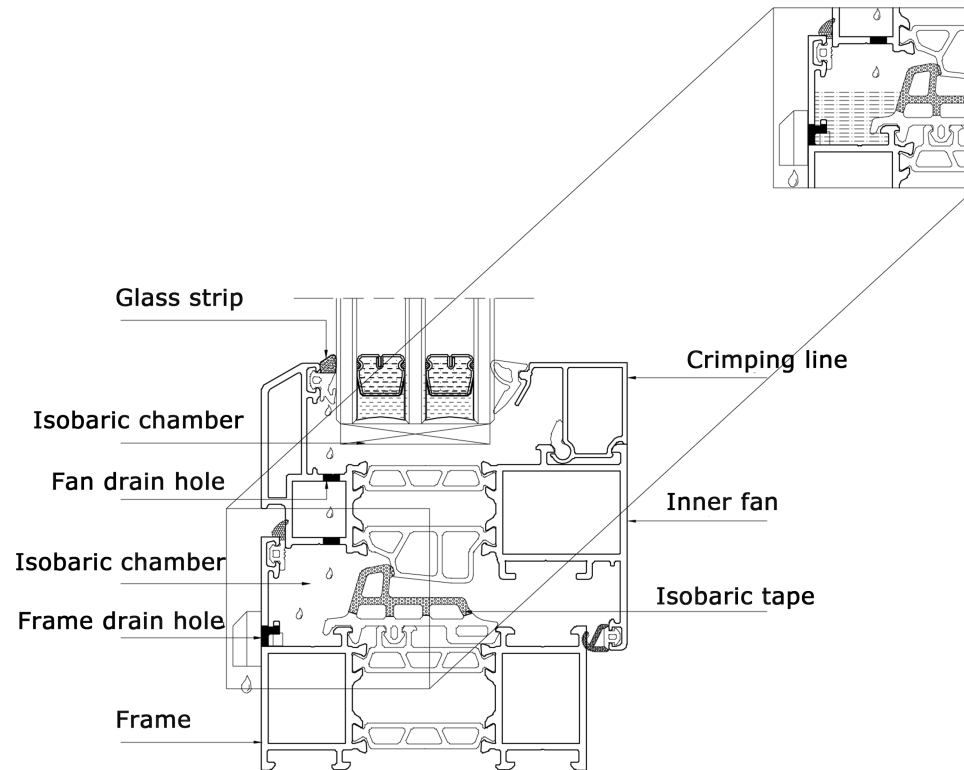 Glass strip
Crimping line
Isobaric chamber
Fan drain hole
Inner fan
Isobaric chamber
Isobaric tape
Frame drain hole
Frame